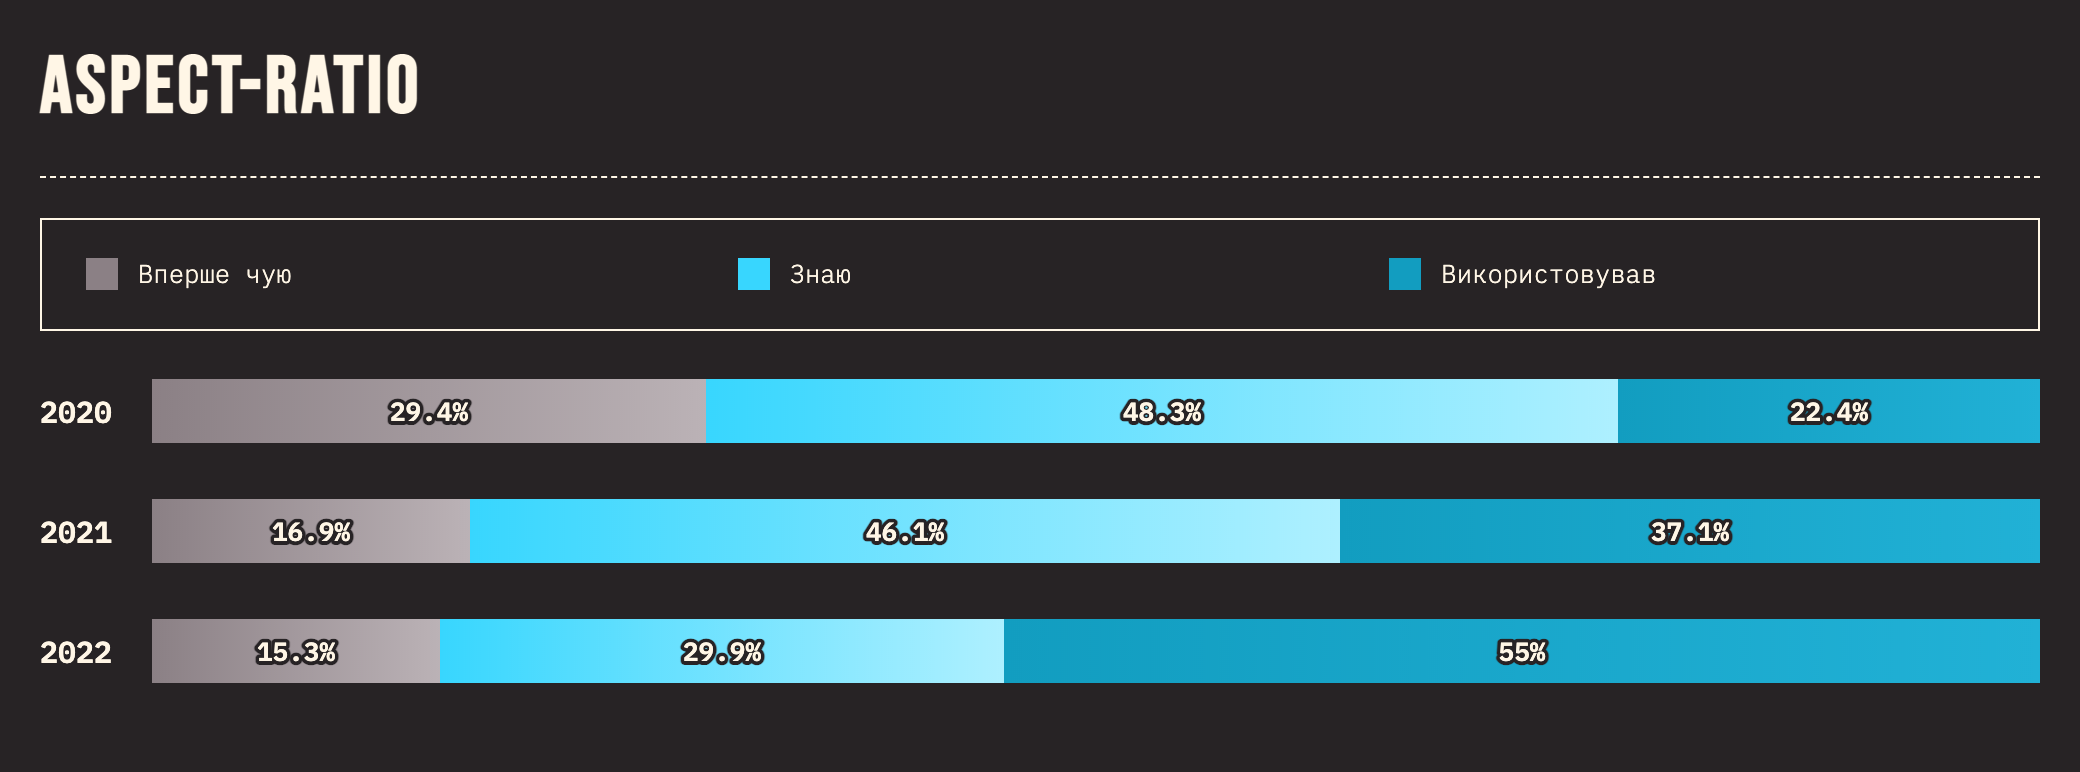 ASPECT-RATIO
Вперше чую Знаю Використовував
2020 29.4% 48.3% 22.4%
2021 16.9% 46.1% 37.1%
2022 15.3% 29.9% 55%